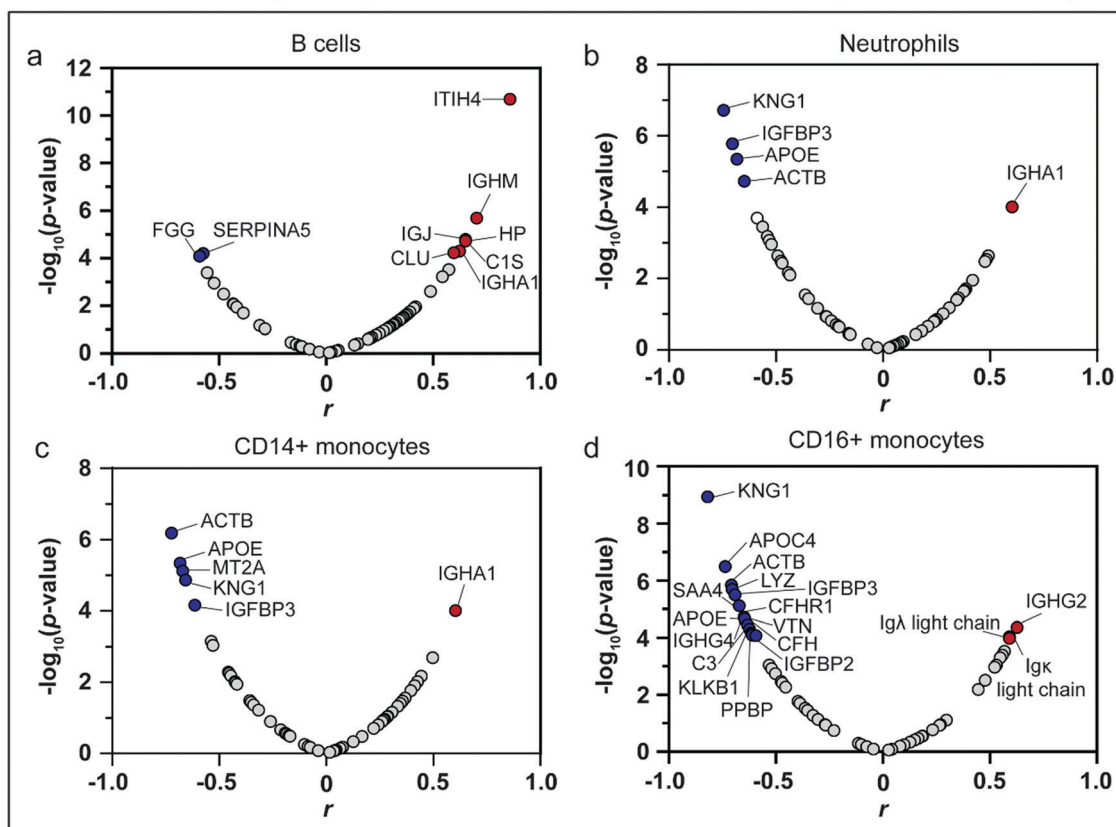 a
B cells
12
10
8
6
4
2
0
-log10(p-value)
ITIH4
IGHM
IGJ
HP
CLU
C1S
IGHA1
FGG
SERPINA5
-1.0
-0.5
0
0.5
1.0
r
b
Neutrophils
8
6
4
2
0
-log10(p-value)
KNG1
IGFBP3
APOE
ACTB
IGHA1
-1.0
-0.5
0
0.5
1.0
r
c
CD14+ monocytes
8
6
4
2
0
-log10(p-value)
ACTB
APOE
MT2A
KNG1
IGFBP3
IGHA1
-1.0
-0.5
0
0.5
1.0
r
d
CD16+ monocytes
10
8
6
4
2
0
-log10(p-value)
KNG1
APOC4
ACTB
LYZ
SAA4
IGFBP3
CFHR1
APOE
VTN
IGHG4
CFH
C3
IGFBP2
KLKB1
PPBP
IGHG2
Igλ light chain
Igκ
light chain
-1.0
-0.5
0
0.5
1.0
r